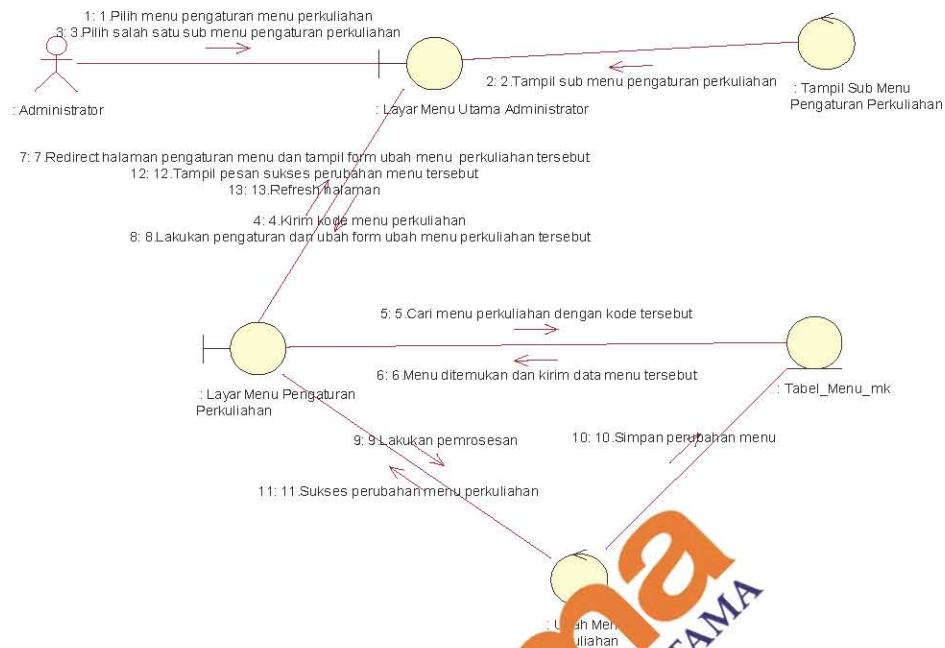 1: 1.Pilih menu pengaturan menu perkuliahan
3: 3.Pilih salah satu sub menu pengaturan perkuliahan
2: 2.Tampil sub menu pengaturan perkuliahan
: Administrator
: Layar Menu Utama Administrator
: Tampil Sub Menu
Pengaturan Perkuliahan
7: 7.Redirect halaman pengaturan menu dan tampil form ubah menu perkuliahan tersebut
12: 12.Tampil pesan sukses perubahan menu tersebut
13: 13.Refresh halaman
4: 4.Kirim kode menu perkuliahan
8: 8.Lakukan pengaturan dan ubah form ubah menu perkuliahan tersebut
5: 5.Cari menu perkuliahan dengan kode tersebut
6: 6.Menu ditemukan dan kirim data menu tersebut
: Layar Menu Pengaturan
Perkuliahan
: Tabel_Menu_mk
9: 9.Lakukan pemrosesan
10: 10.Simpan perubahan menu
11: 11.Sukses perubahan menu perkuliahan
ma
TAMA
: Ubah Men
uliahan